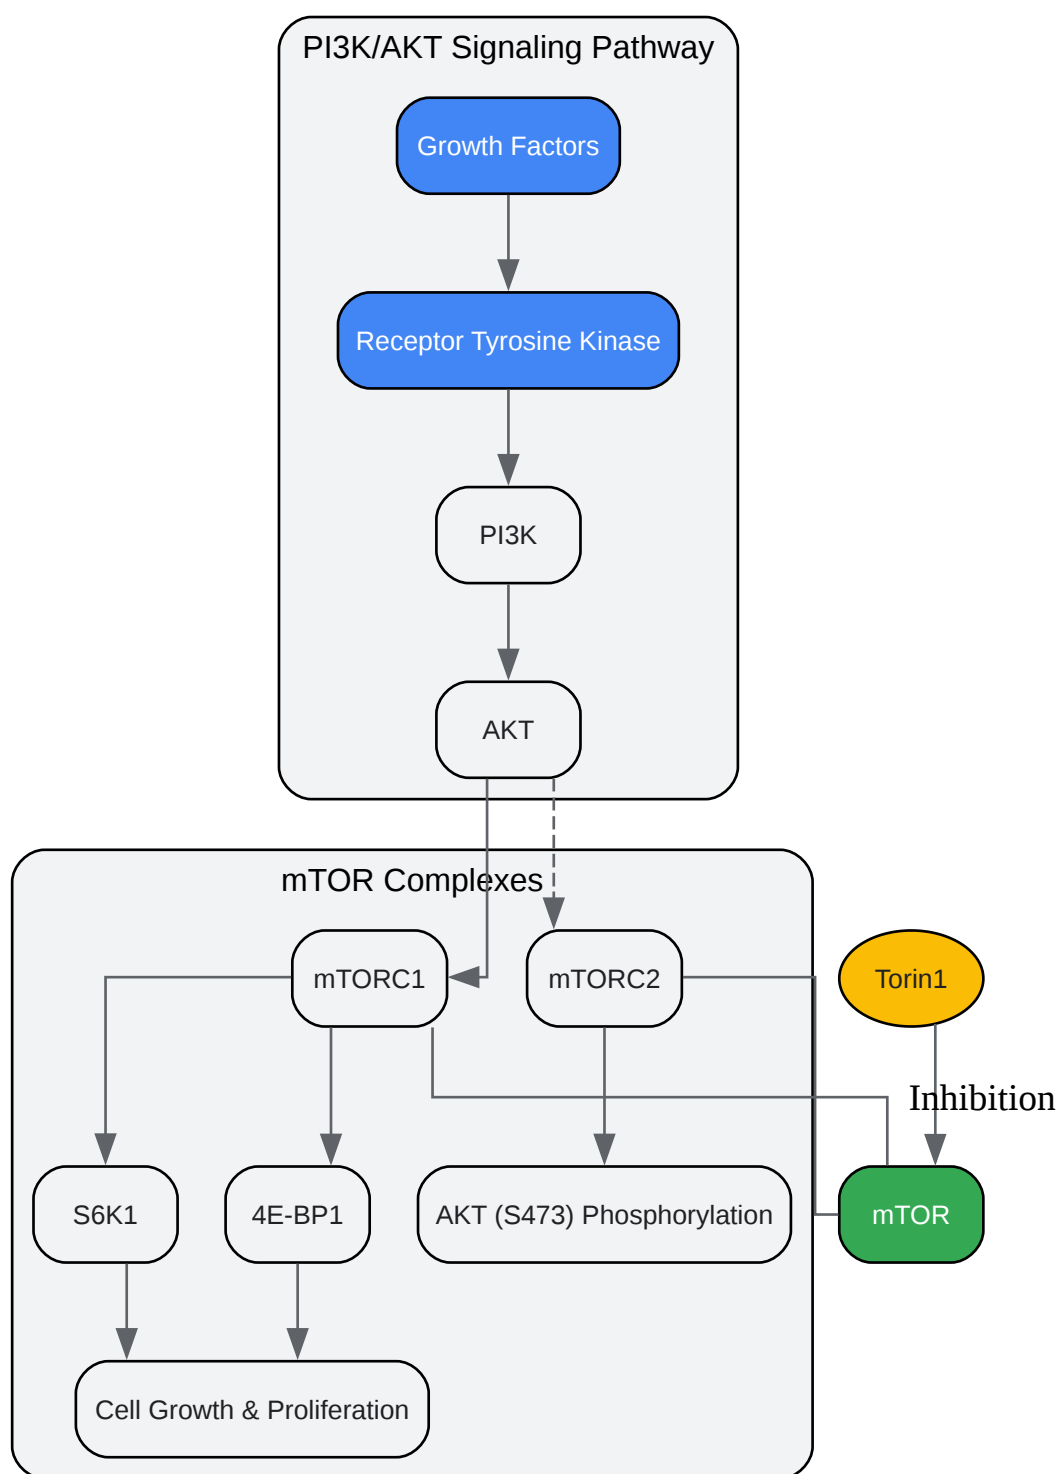 PI3K/AKT Signaling Pathway
Growth Factors
Receptor Tyrosine Kinase
PI3K
AKT
mTOR Complexes
mTORC1
mTORC2
Torin1
Inhibition
S6K1
4E-BP1
AKT (S473) Phosphorylation
mTOR
Cell Growth & Proliferation